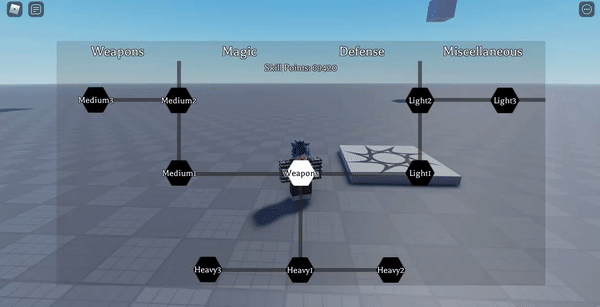 Weapons Magic Defense Miscellaneous
Skill Points: 69420
Medium3 Medium2 Light2 Light3
Medium1 Weapons Light1
Heavy3 Heavy1 Heavy2